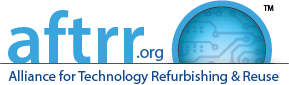 aftrr.org ™
Alliance for Technology Refurbishing & Reuse